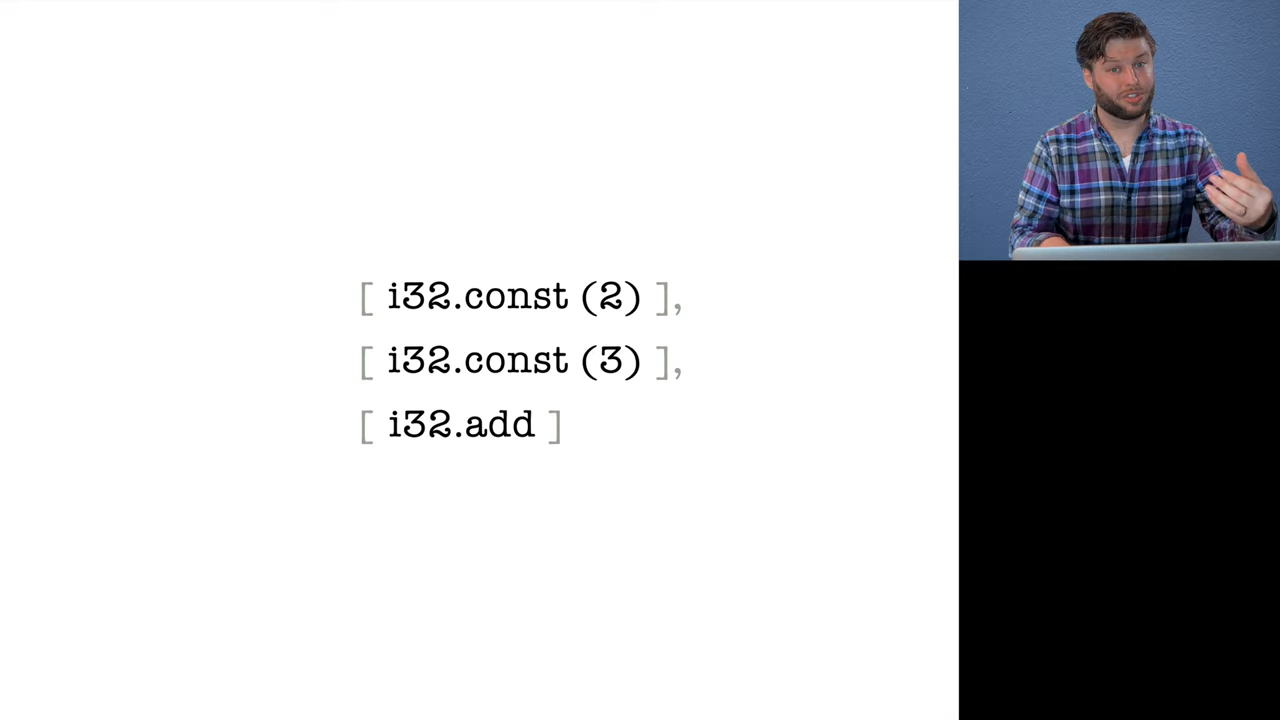 [ i32.const (2) ],
[ i32.const (3) ],
[ i32.add ]